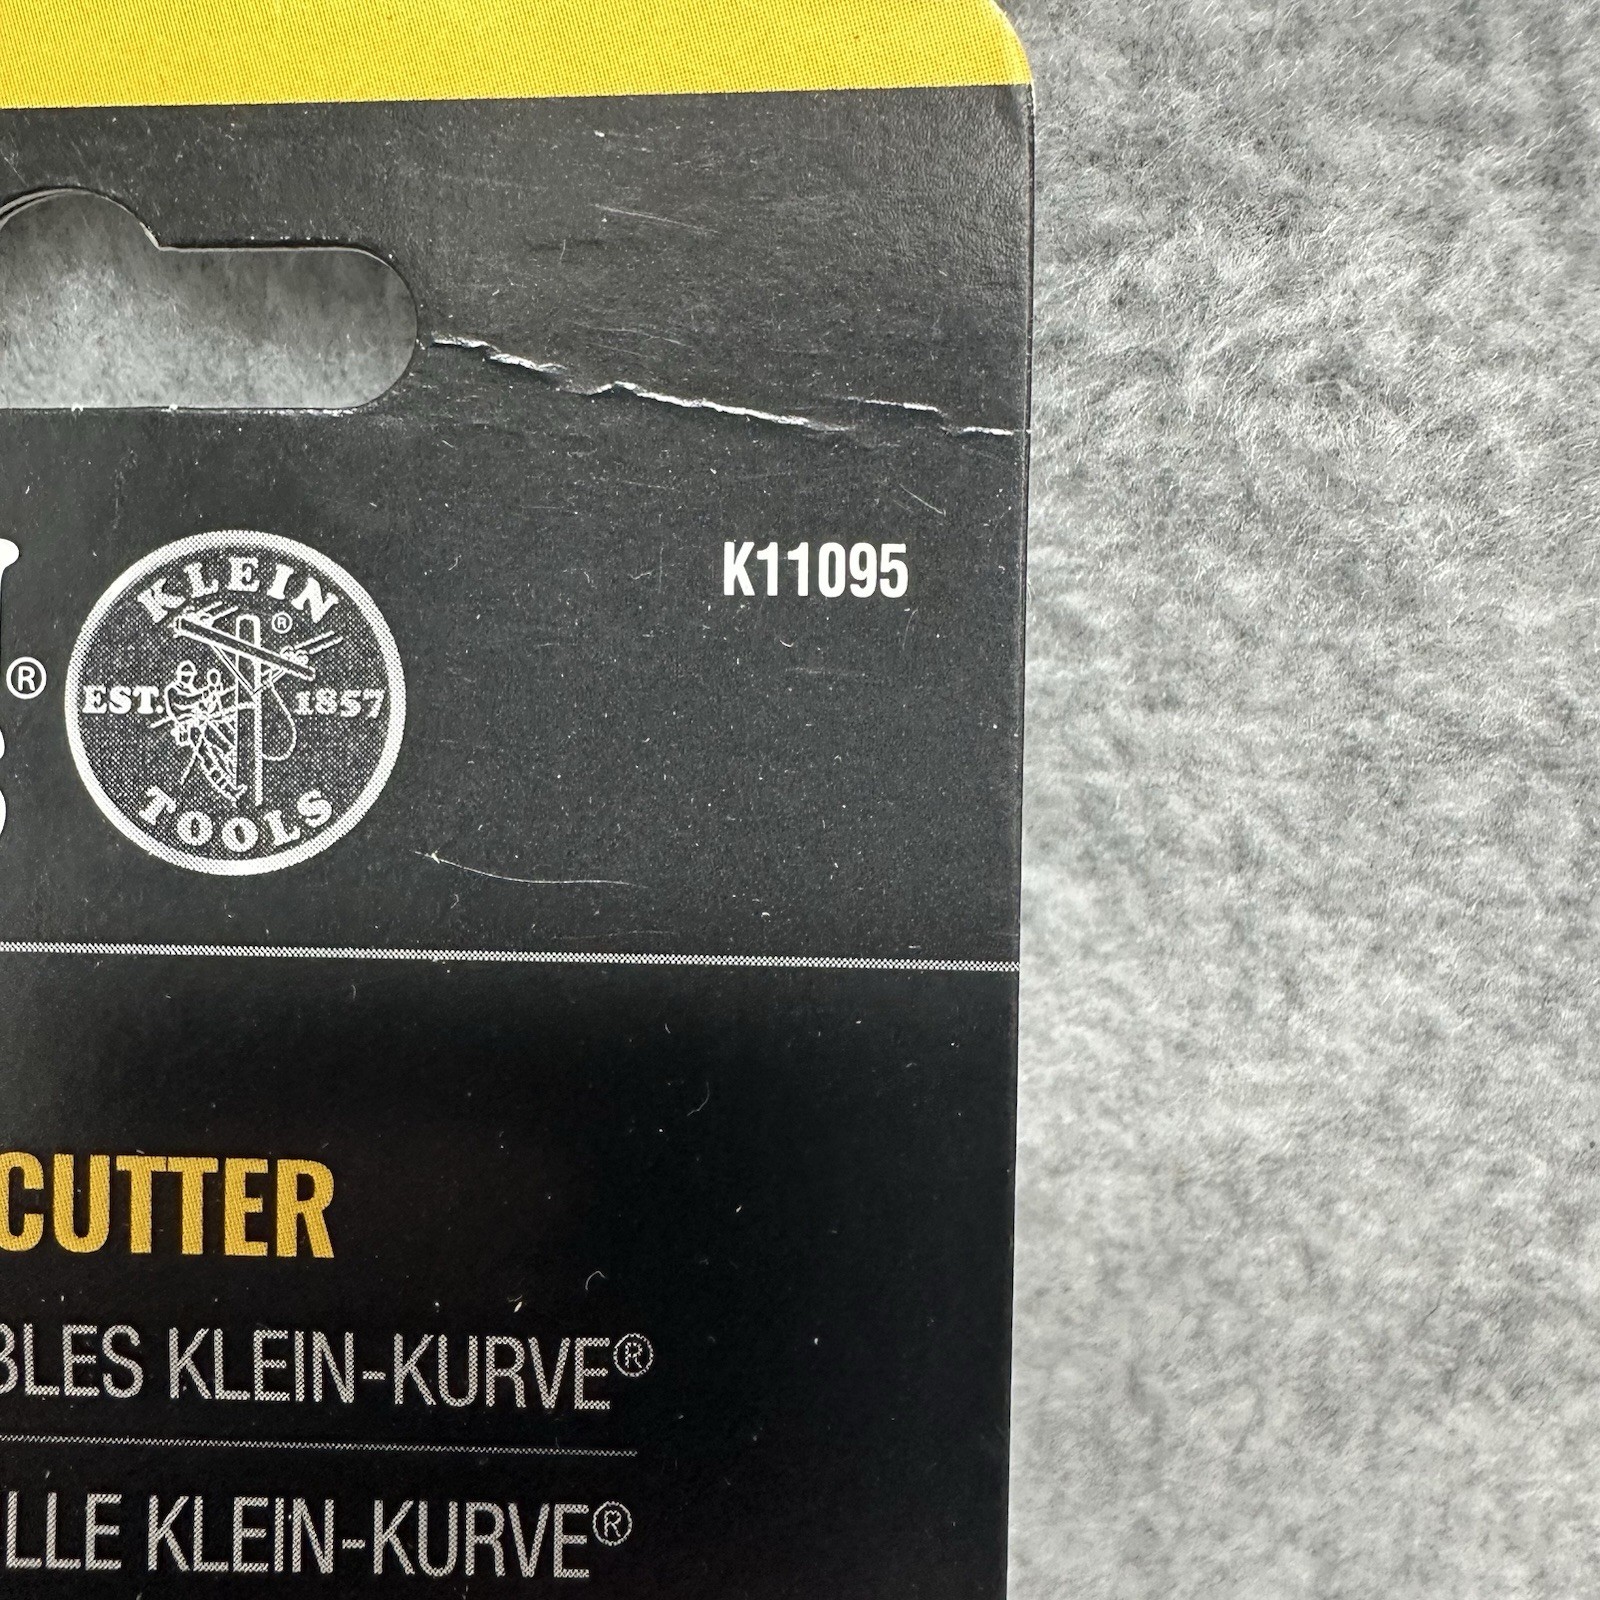 K11095
KLEIN
®
EST. 1857
TOOLS
®
CUTTER
BLES KLEIN-KURVE®
LLE KLEIN-KURVE®